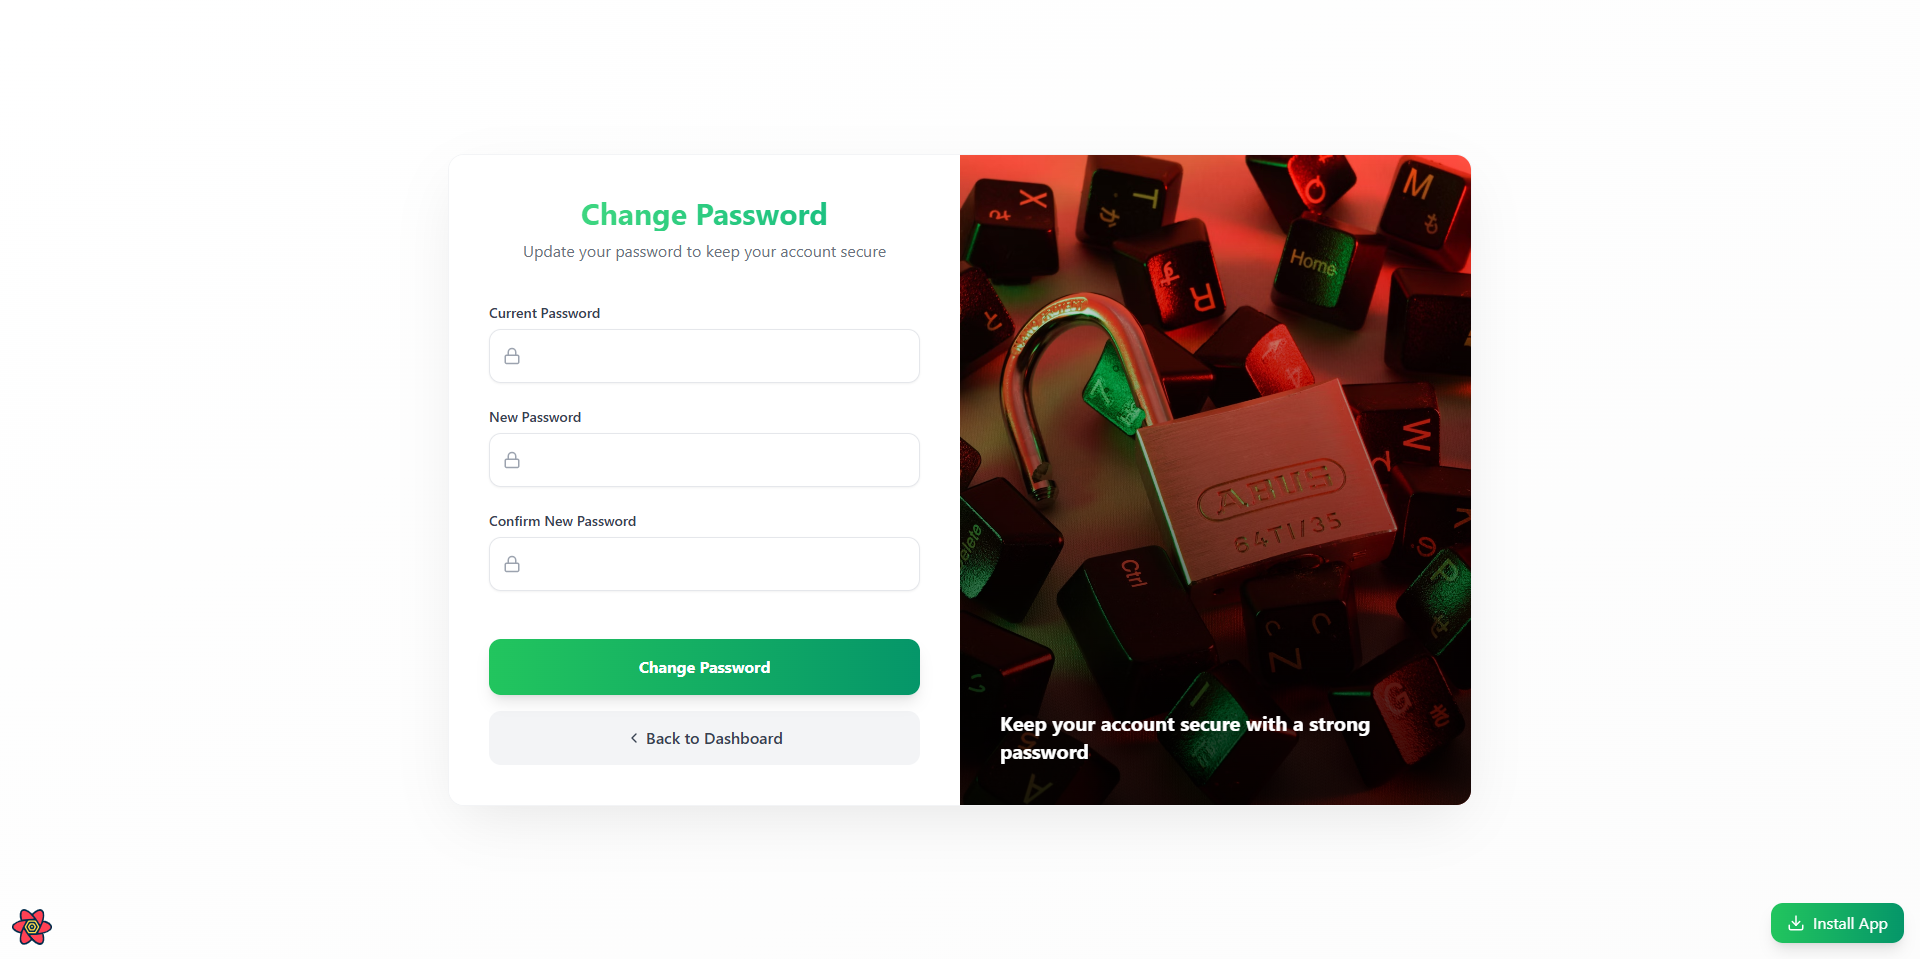 Change Password
Update your password to keep your account secure
Current Password
New Password
Confirm New Password
Change Password
Back to Dashboard
X
T
M
R
Home
W
ABUS
64TI/35
Ctrl
P
C
Z
G
A
Keep your account secure with a strong
password
Install App